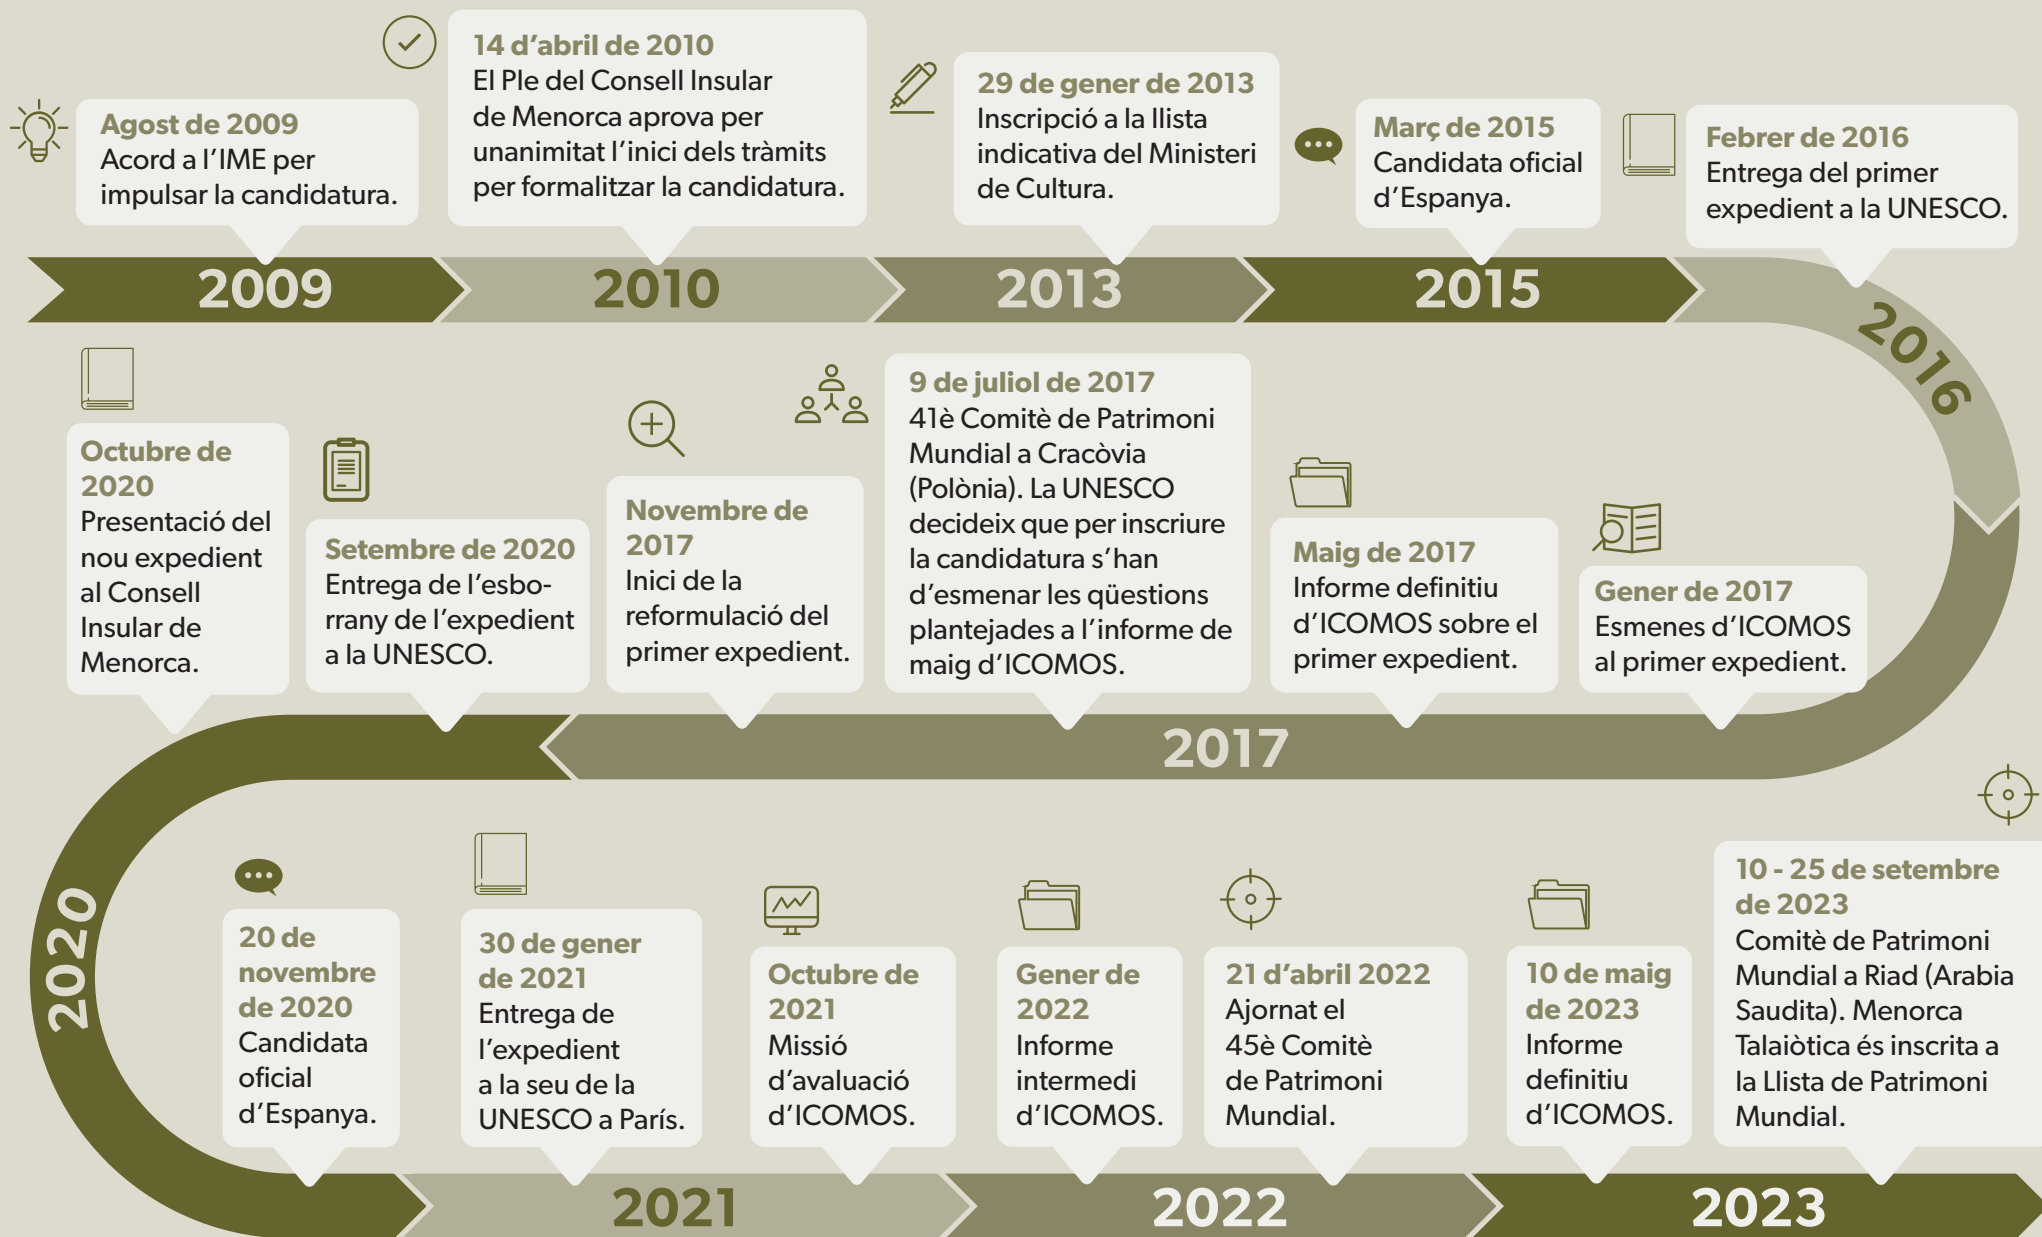 Agost de 2009
Acord a l’IME per
impulsar la candidatura.
14 d’abril de 2010
El Ple del Consell Insular
de Menorca aprova per
unanimitat l’inici dels tràmits
per formalitzar la candidatura.
29 de gener de 2013
Inscripció a la llista
indicativa del Ministeri
de Cultura.
Març de 2015
Candidata oficial
d’Espanya.
Febrer de 2016
Entrega del primer
expedient a la UNESCO.
2009
2010
2013
2015
2016
Gener de 2017
Esmenes d’ICOMOS
al primer expedient.
Maig de 2017
Informe definitiu
d’ICOMOS sobre el
primer expedient.
9 de juliol de 2017
41è Comitè de Patrimoni
Mundial a Cracòvia
(Polònia). La UNESCO
decideix que per inscriure
la candidatura s’han
d’esmenar les qüestions
plantejades a l’informe de
maig d’ICOMOS.
Novembre de
2017
Inici de la
reformulació del
primer expedient.
2017
Setembre de 2020
Entrega de l’esbo-
rrany de l’expedient
a la UNESCO.
Octubre de
2020
Presentació del
nou expedient
al Consell
Insular de
Menorca.
2020
20 de
novembre
de 2020
Candidata
oficial
d’Espanya.
30 de gener
de 2021
Entrega de
l’expedient
a la seu de la
UNESCO a París.
Octubre de
2021
Missió
d’avaluació
d’ICOMOS.
Gener de
2022
Informe
intermedi
d’ICOMOS.
21 d’abril 2022
Ajornat el
45è Comitè
de Patrimoni
Mundial.
10 de maig
de 2023
Informe
definitiu
d’ICOMOS.
10 - 25 de setembre
de 2023
Comitè de Patrimoni
Mundial a Riad (Arabia
Saudita). Menorca
Talaiòtica és inscrita a
la Llista de Patrimoni
Mundial.
2021
2022
2023